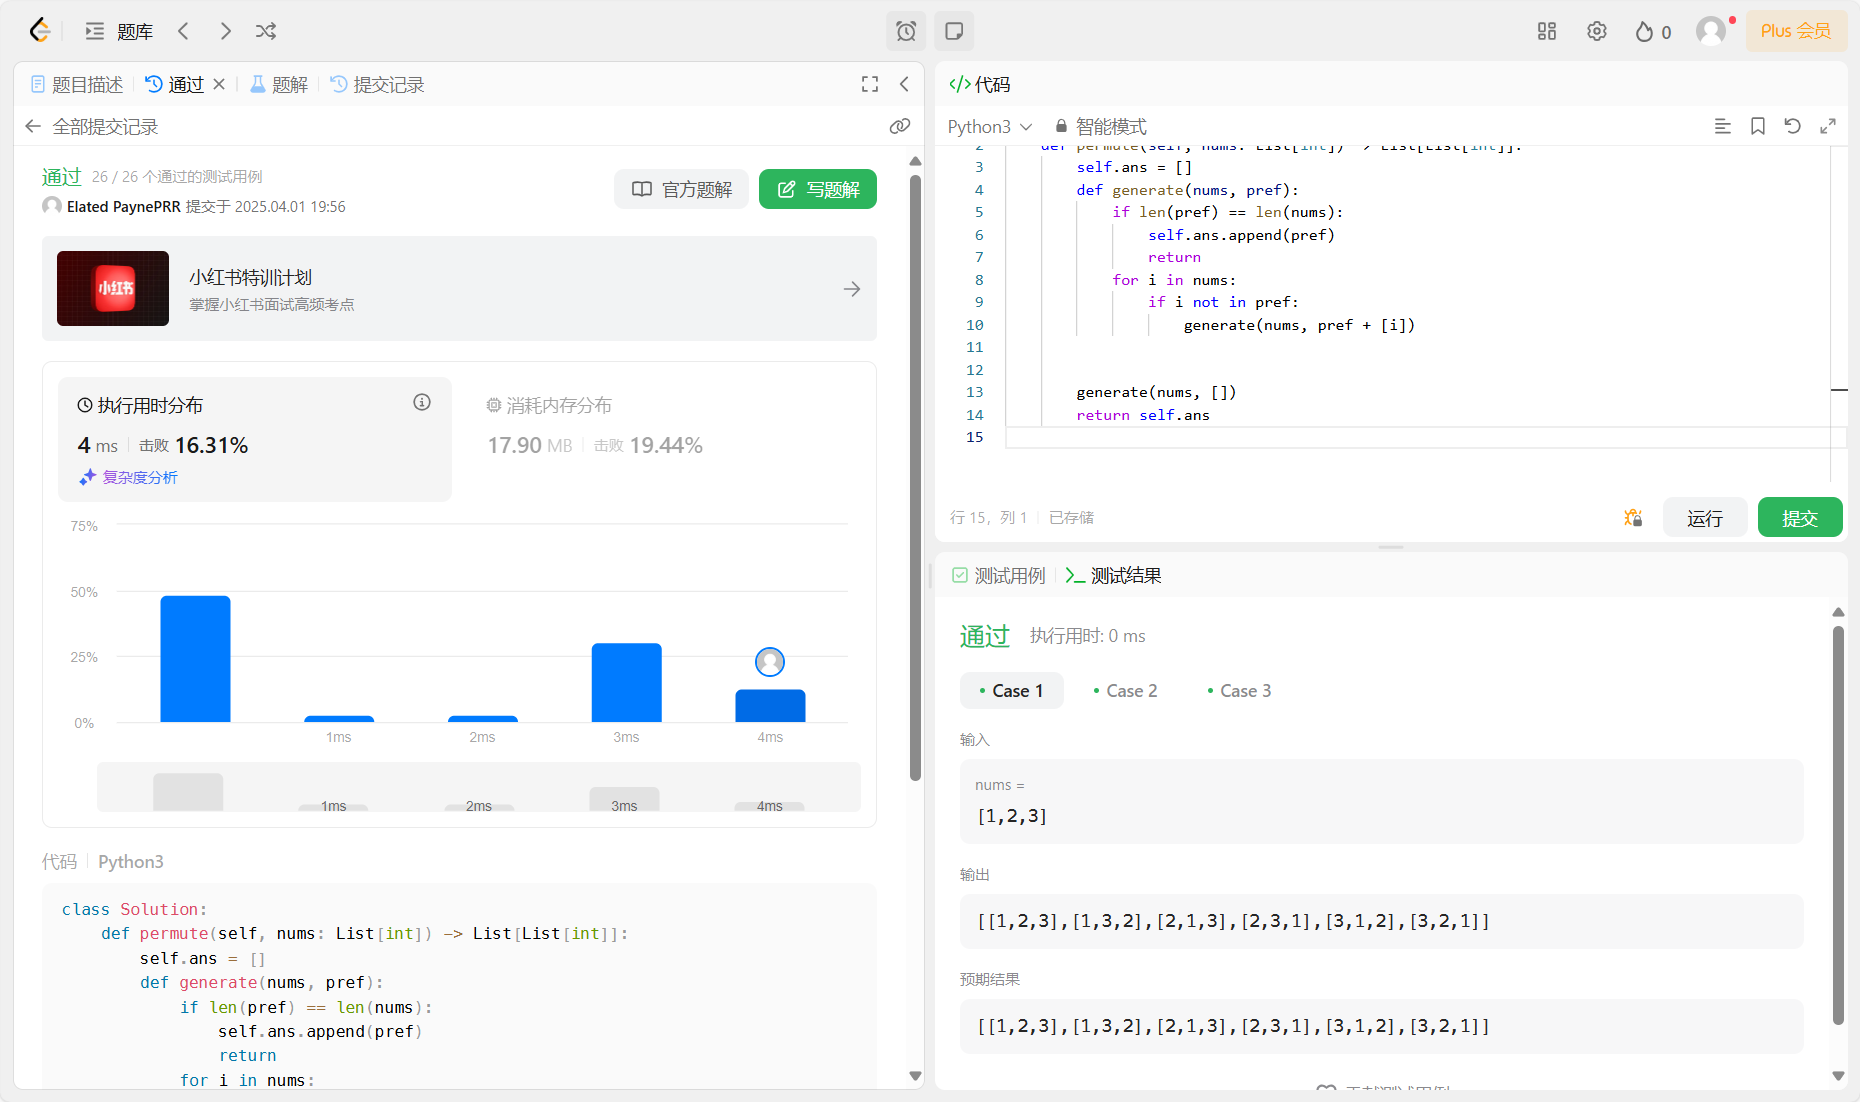 题库
0
Plus 会员
题目描述
通过
题解
提交记录
全部提交记录
通过 26 / 26 个通过的测试用例
Elated PaynePRR 提交于 2025.04.01 19:56
官方题解
写题解
小红书
小红书特训计划
掌握小红书面试高频考点
执行用时分布
4 ms 击败 16.31%
复杂度分析
消耗内存分布
17.90 MB 击败 19.44%
75%
50%
25%
0%
1ms 2ms 3ms 4ms
1ms 2ms 3ms 4ms
代码 Python3
class Solution:
    def permute(self, nums: List[int]) -> List[List[int]]:
        self.ans = []
        def generate(nums, pref):
            if len(pref) == len(nums):
                self.ans.append(pref)
                return
            for i in nums:
</> 代码
Python3 智能模式
2     def permute(self, nums: List[int]) -> List[List[int]]:
3         self.ans = []
4         def generate(nums, pref):
5             if len(pref) == len(nums):
6                 self.ans.append(pref)
7                 return
8             for i in nums:
9                 if i not in pref:
10                     generate(nums, pref + [i])
11
12
13         generate(nums, [])
14         return self.ans
15
行 15, 列 1 已存储
运行
提交
测试用例
测试结果
通过 执行用时: 0 ms
Case 1 Case 2 Case 3
输入
nums =
[1,2,3]
输出
[[1,2,3],[1,3,2],[2,1,3],[2,3,1],[3,1,2],[3,2,1]]
预期结果
[[1,2,3],[1,3,2],[2,1,3],[2,3,1],[3,1,2],[3,2,1]]